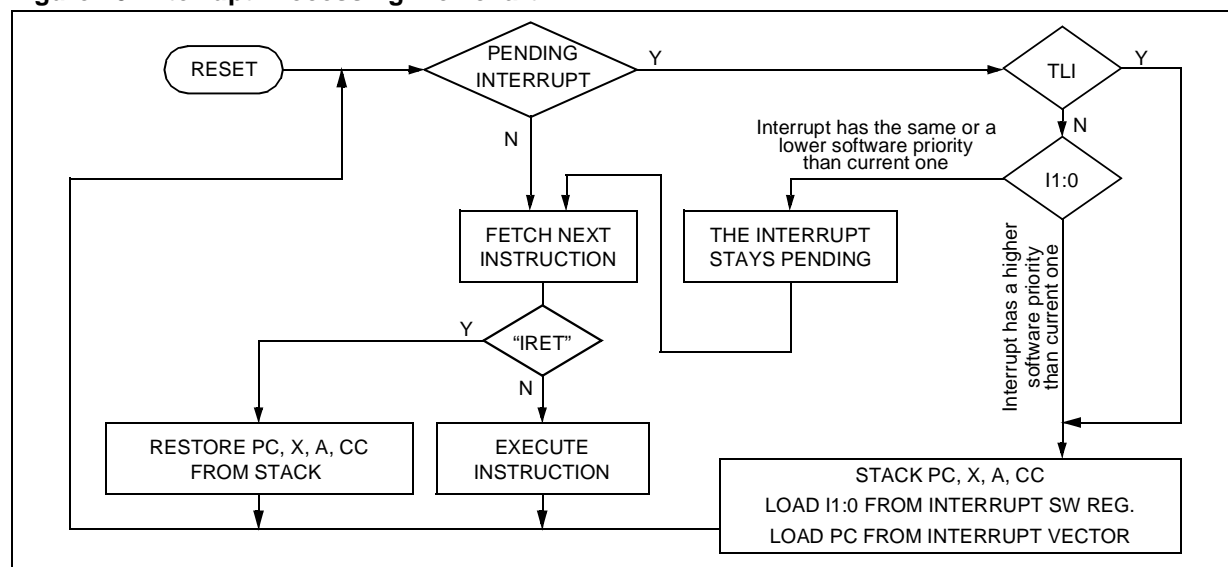 RESET
PENDING
INTERRUPT
Y
TLI
Y
N
N
Interrupt has the same or a
lower software priority
than current one
I1:0
FETCH NEXT
INSTRUCTION
THE INTERRUPT
STAYS PENDING
Interrupt has a higher
software priority
than current one
Y
“IRET”
N
RESTORE PC, X, A, CC
FROM STACK
EXECUTE
INSTRUCTION
STACK PC, X, A, CC
LOAD I1:0 FROM INTERRUPT SW REG.
LOAD PC FROM INTERRUPT VECTOR